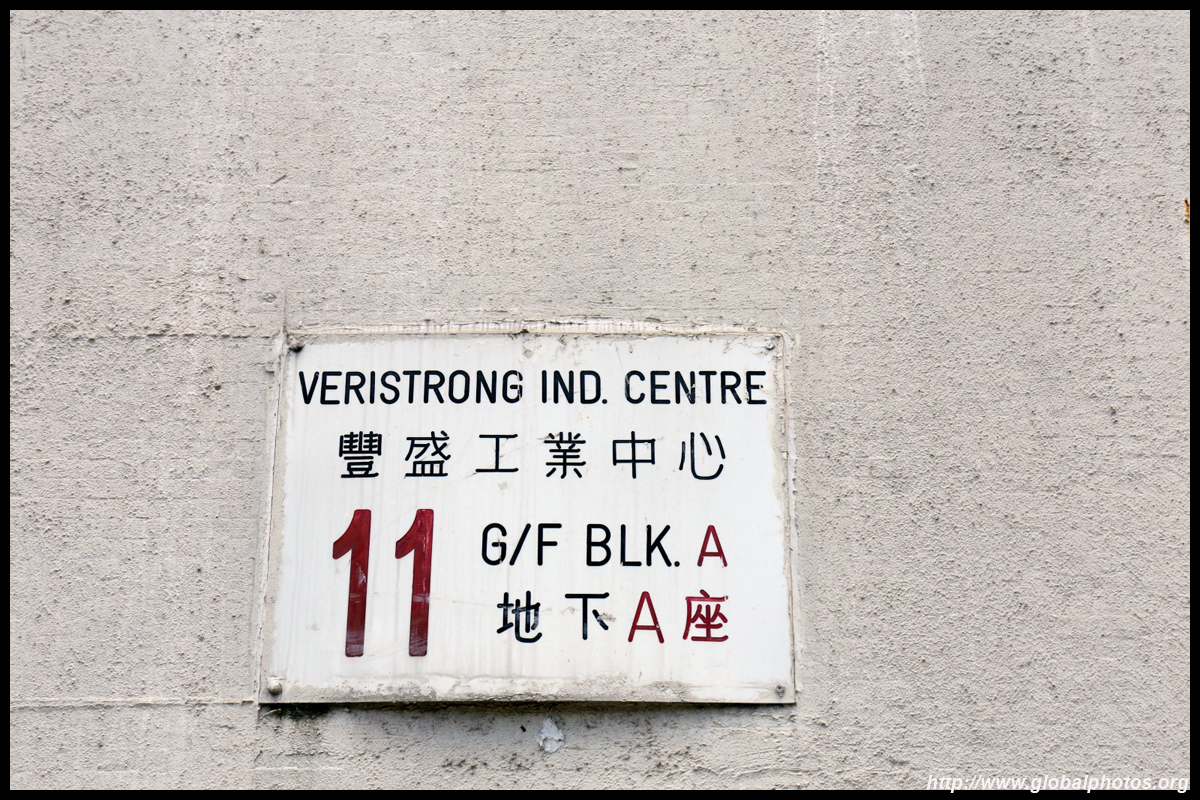 VERISTRONG IND. CENTRE
豐盛工業中心
11
G/F BLK. A
地下A座
http://www.globalphotos.org